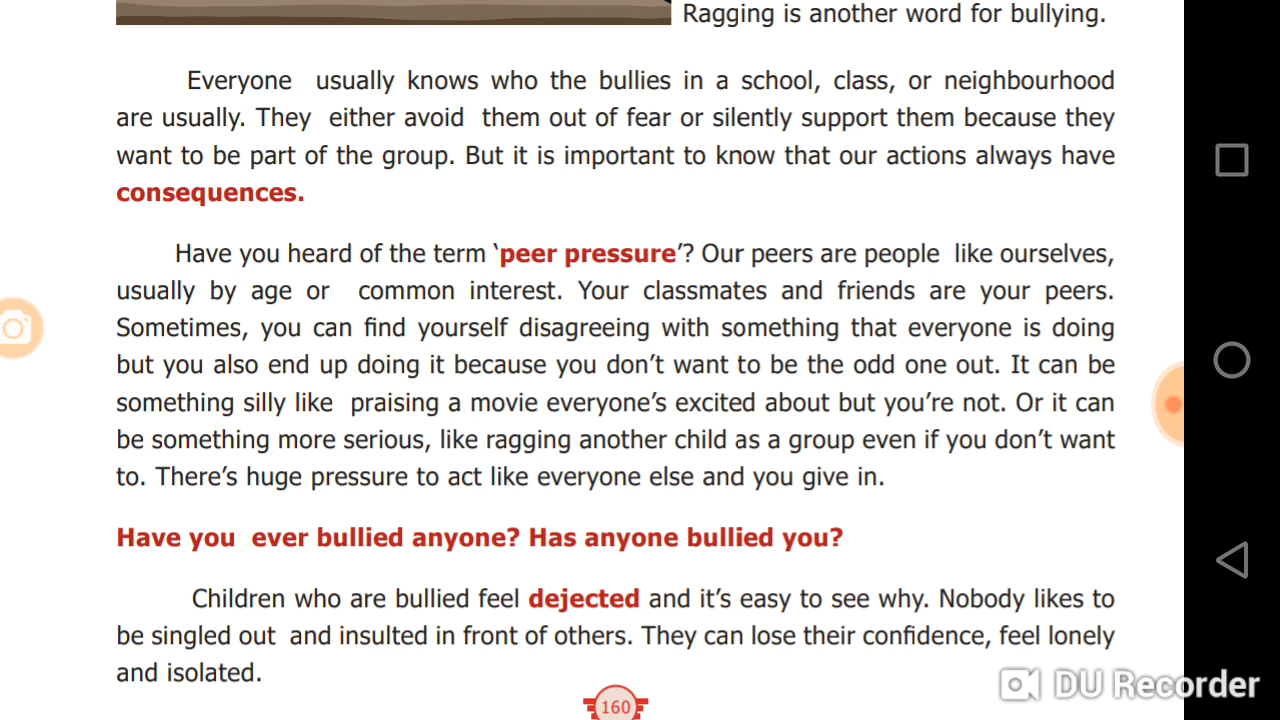 Ragging is another word for bullying.
Everyone usually knows who the bullies in a school, class, or neighbourhood
are usually. They either avoid them out of fear or silently support them because they
want to be part of the group. But it is important to know that our actions always have
consequences.
Have you heard of the term ‘peer pressure’? Our peers are people like ourselves,
usually by age or common interest. Your classmates and friends are your peers.
Sometimes, you can find yourself disagreeing with something that everyone is doing
but you also end up doing it because you don’t want to be the odd one out. It can be
something silly like praising a movie everyone’s excited about but you’re not. Or it can
be something more serious, like ragging another child as a group even if you don’t want
to. There’s huge pressure to act like everyone else and you give in.
Have you ever bullied anyone? Has anyone bullied you?
Children who are bullied feel dejected and it’s easy to see why. Nobody likes to
be singled out and insulted in front of others. They can lose their confidence, feel lonely
and isolated.
DU Recorder
160